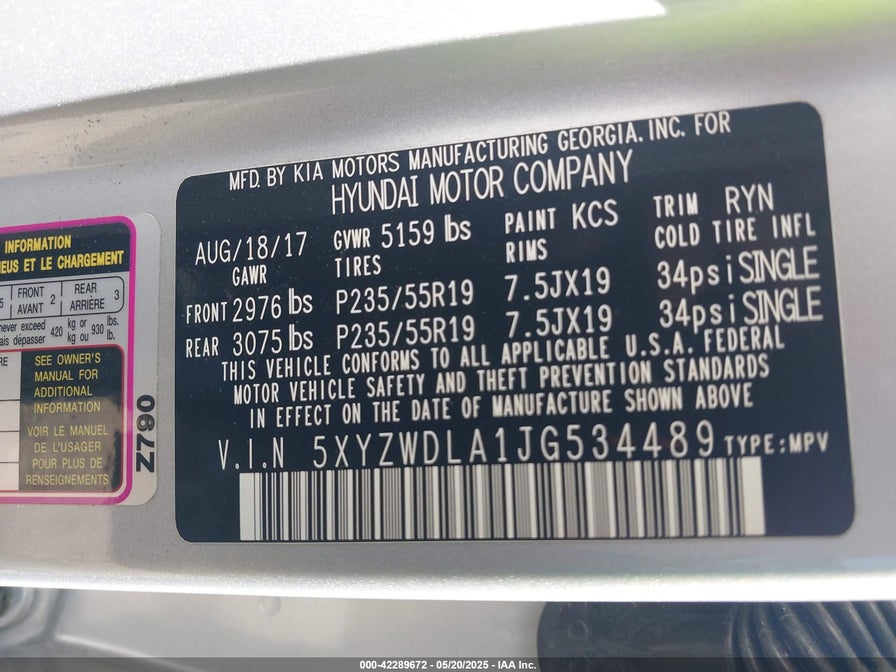 MFD. BY KIA MOTORS MANUFACTURING GEORGIA. INC. FOR
HYUNDAI MOTOR COMPANY
AUG/18/17 GVWR 5159 lbs PAINT KCS TRIM RYN
GAWR TIRES RIMS COLD TIRE INFL
FRONT 2976 lbs P235/55R19 7.5JX19 34psi SINGLE
REAR 3075 lbs P235/55R19 7.5JX19 34psi SINGLE
THIS VEHICLE CONFORMS TO ALL APPLICABLE U.S.A. FEDERAL
MOTOR VEHICLE SAFETY AND THEFT PREVENTION STANDARDS
IN EFFECT ON THE DATE OF MANUFACTURE SHOWN ABOVE
V.I.N 5XYZWDLA1JG534489 TYPE:MPV
INFORMATION
ET LE CHARGEMENT
5 FRONT AVANT 2 REAR ARRIÈRE 3
never exceed 420 kg or 930 lbs.
dépasser kg ou lb.
SEE OWNER'S
MANUAL FOR
ADDITIONAL
INFORMATION
VOIR LE MANUEL
DE L'USAGER
POUR PLUS DE
RENSEIGNEMENTS
Z790
000-42289672 - 05/20/2025 - IAA Inc.